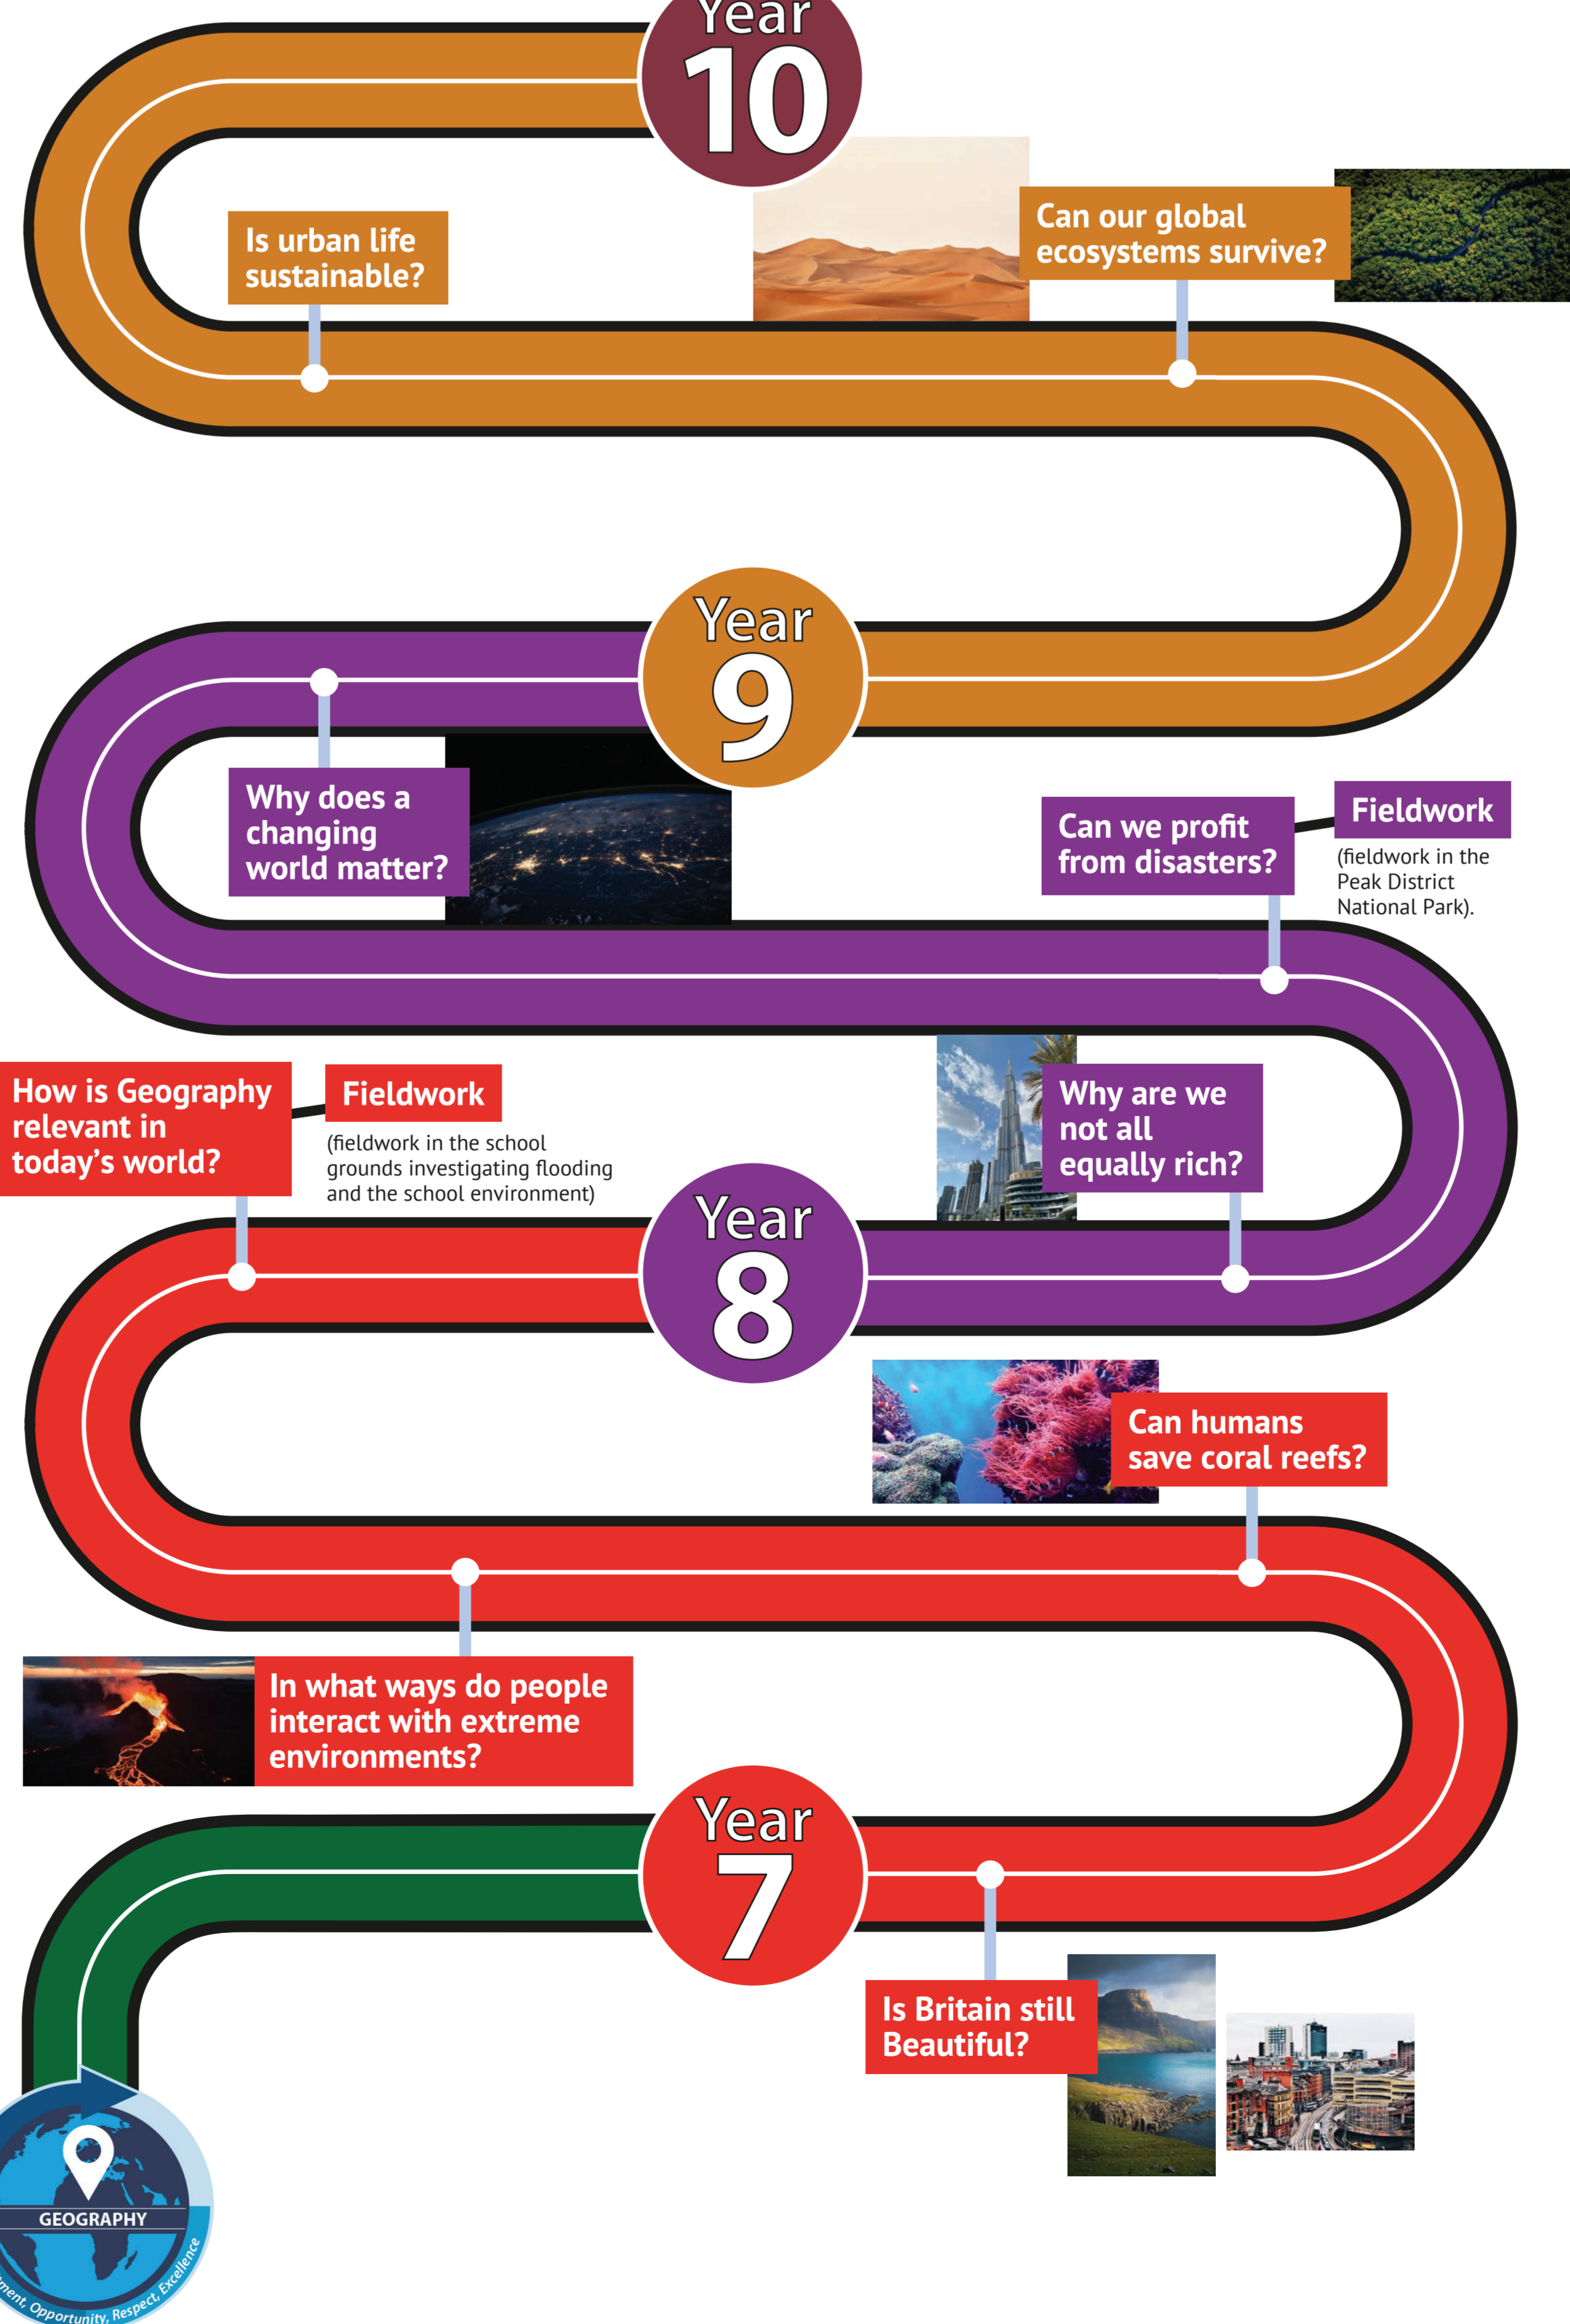 Year
10
Is urban life
sustainable?
Can our global
ecosystems survive?
Year
9
Why does a
changing
world matter?
Can we profit
from disasters?
Fieldwork
(fieldwork in the
Peak District
National Park).
How is Geography
relevant in
today's world?
Fieldwork
(fieldwork in the school
grounds investigating flooding
and the school environment)
Why are we
not all
equally rich?
Year
8
Can humans
save coral reefs?
In what ways do people
interact with extreme
environments?
Year
7
Is Britain still
Beautiful?
GEOGRAPHY
Opportunity, Respect, Excellence